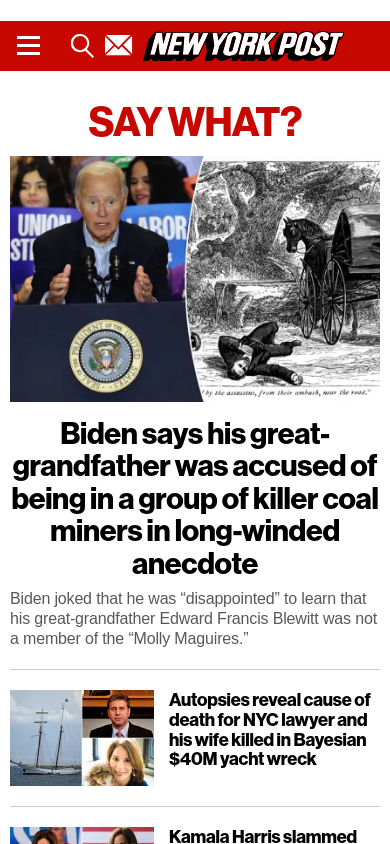 NEW YORK POST
SAY WHAT?
UNION
LABOR
PRESIDENT OF THE
by the assassins, from their ambush, near the road."
Biden says his great-
grandfather was accused of
being in a group of killer coal
miners in long-winded
anecdote
Biden joked that he was “disappointed” to learn that
his great-grandfather Edward Francis Blewitt was not
a member of the “Molly Maguires.”
Autopsies reveal cause of
death for NYC lawyer and
his wife killed in Bayesian
$40M yacht wreck
Kamala Harris slammed